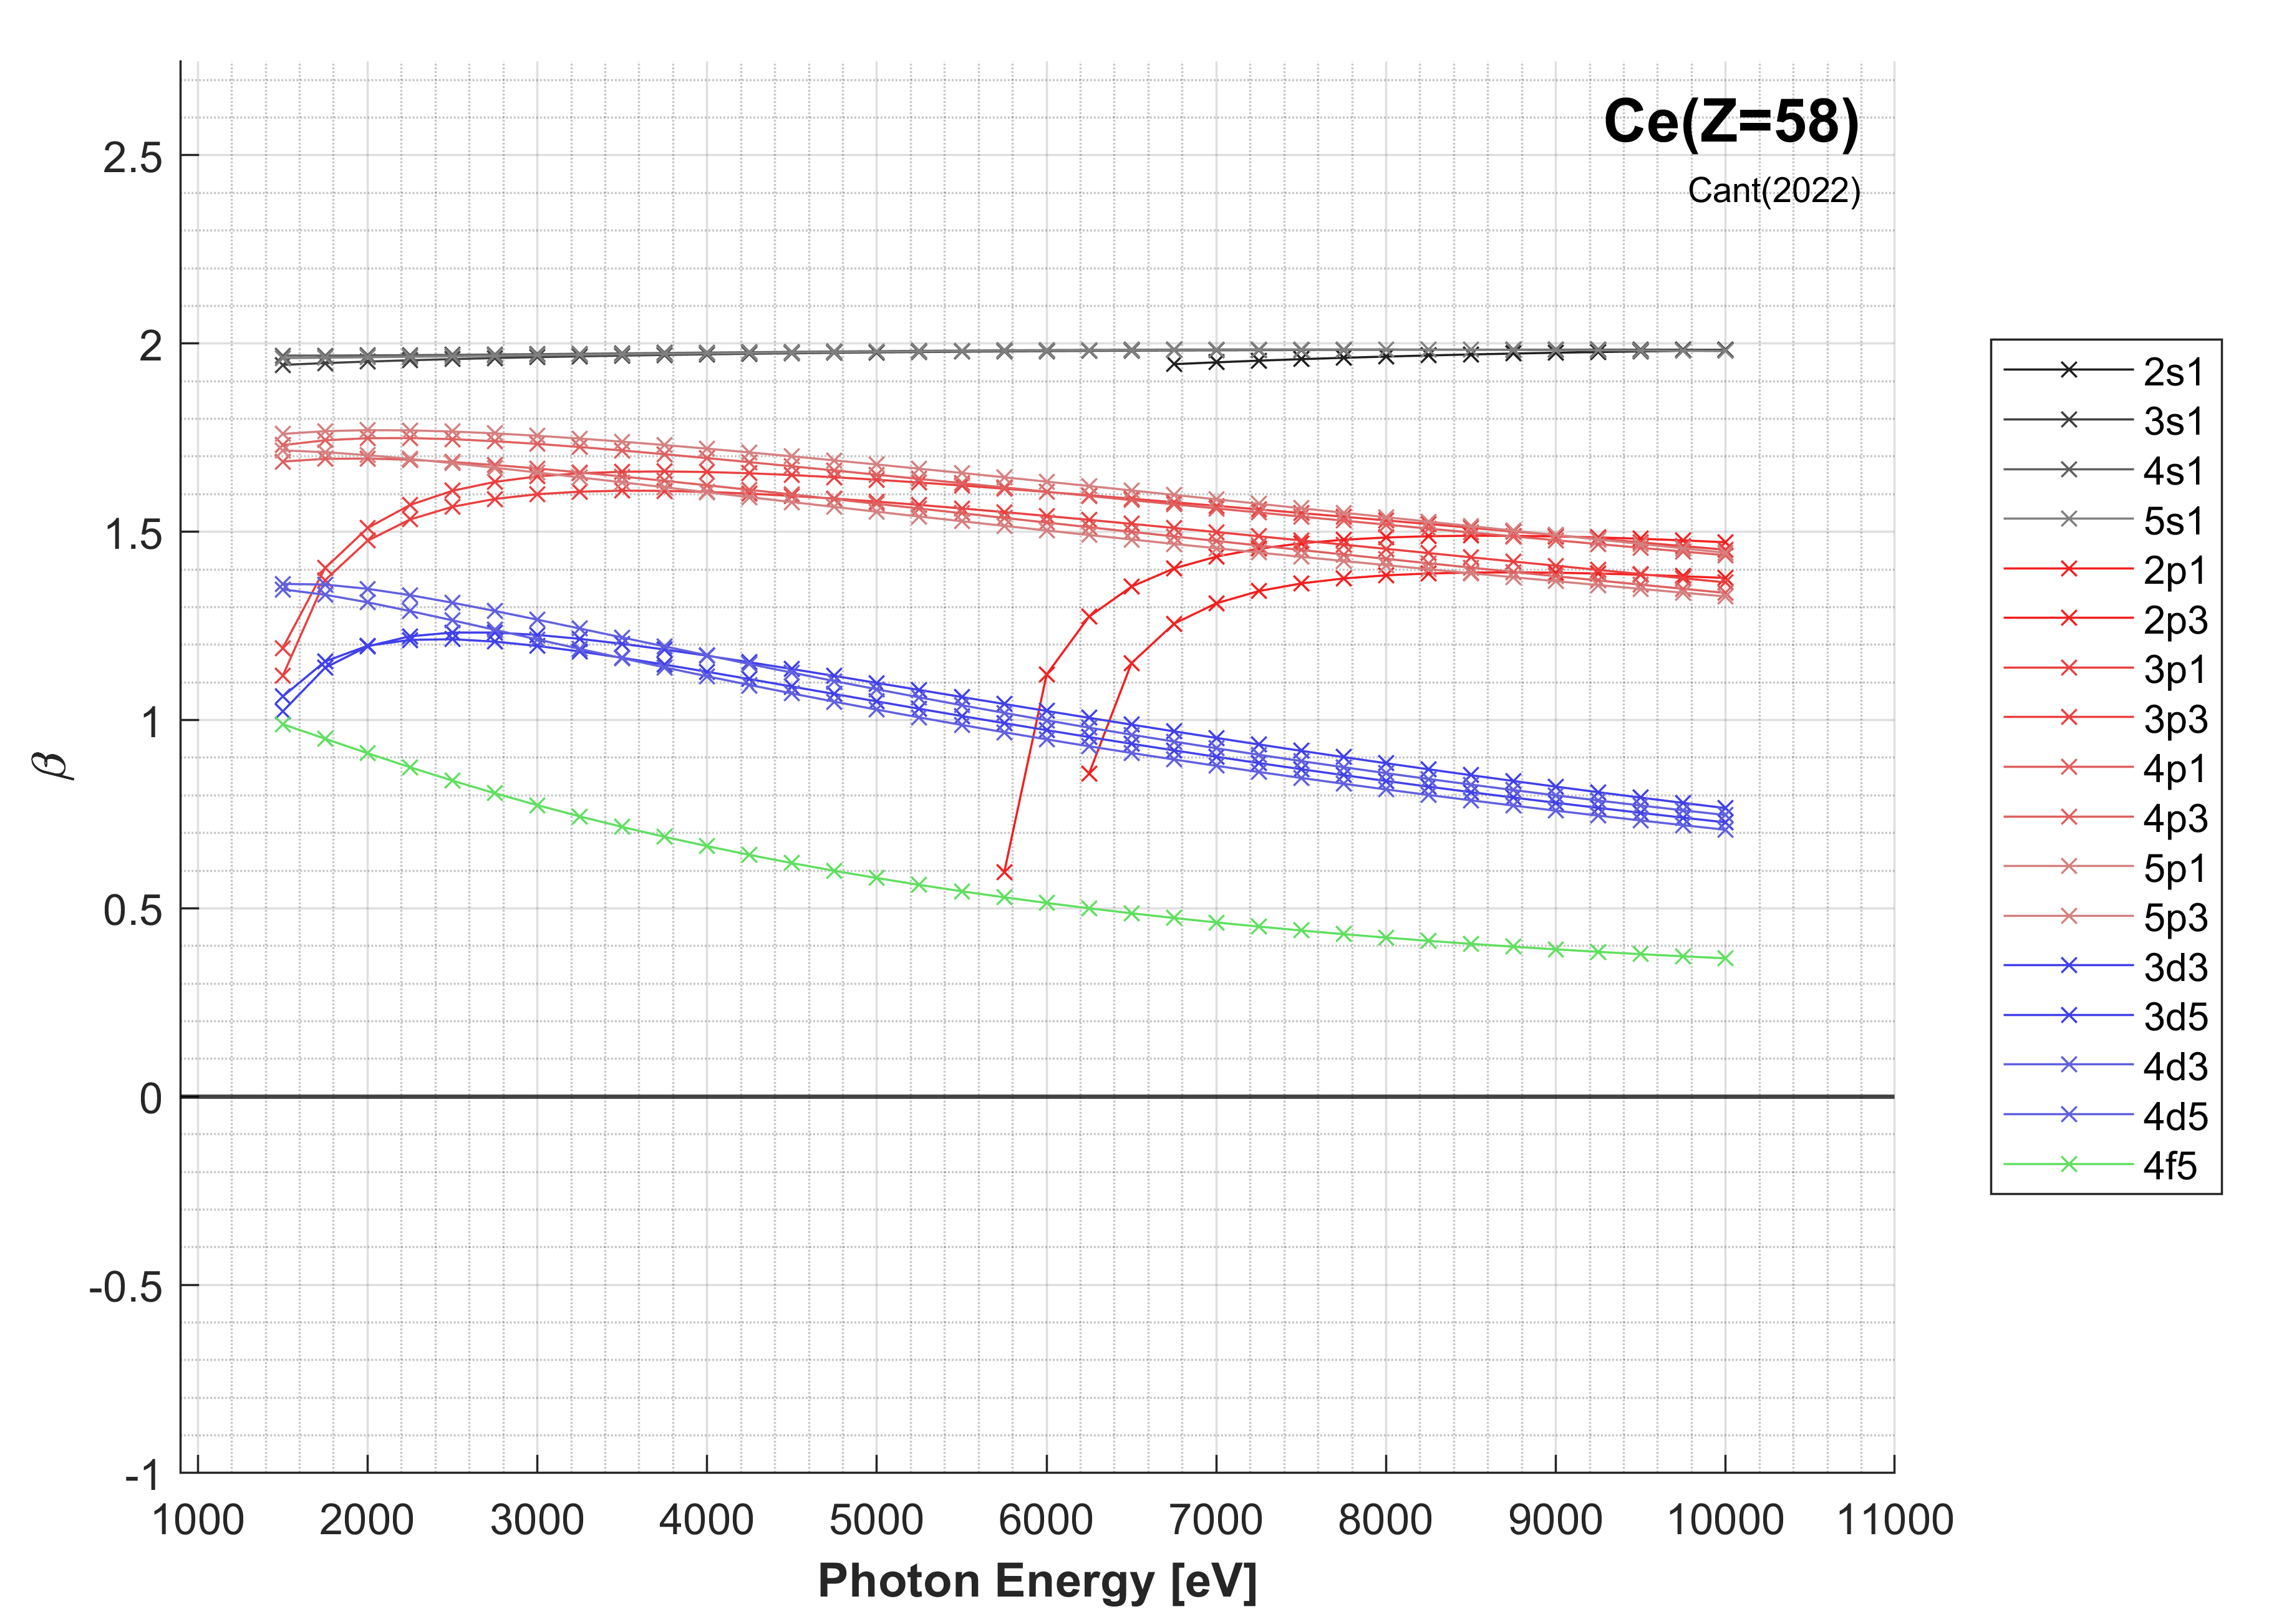 Ce(Z=58)
Cant(2022)
2.5
2
1.5
1
0.5
0
-0.5
-1
β
1000 2000 3000 4000 5000 6000 7000 8000 9000 10000 11000
Photon Energy [eV]
2s1
3s1
4s1
5s1
2p1
2p3
3p1
3p3
4p1
4p3
5p1
5p3
3d3
3d5
4d3
4d5
4f5